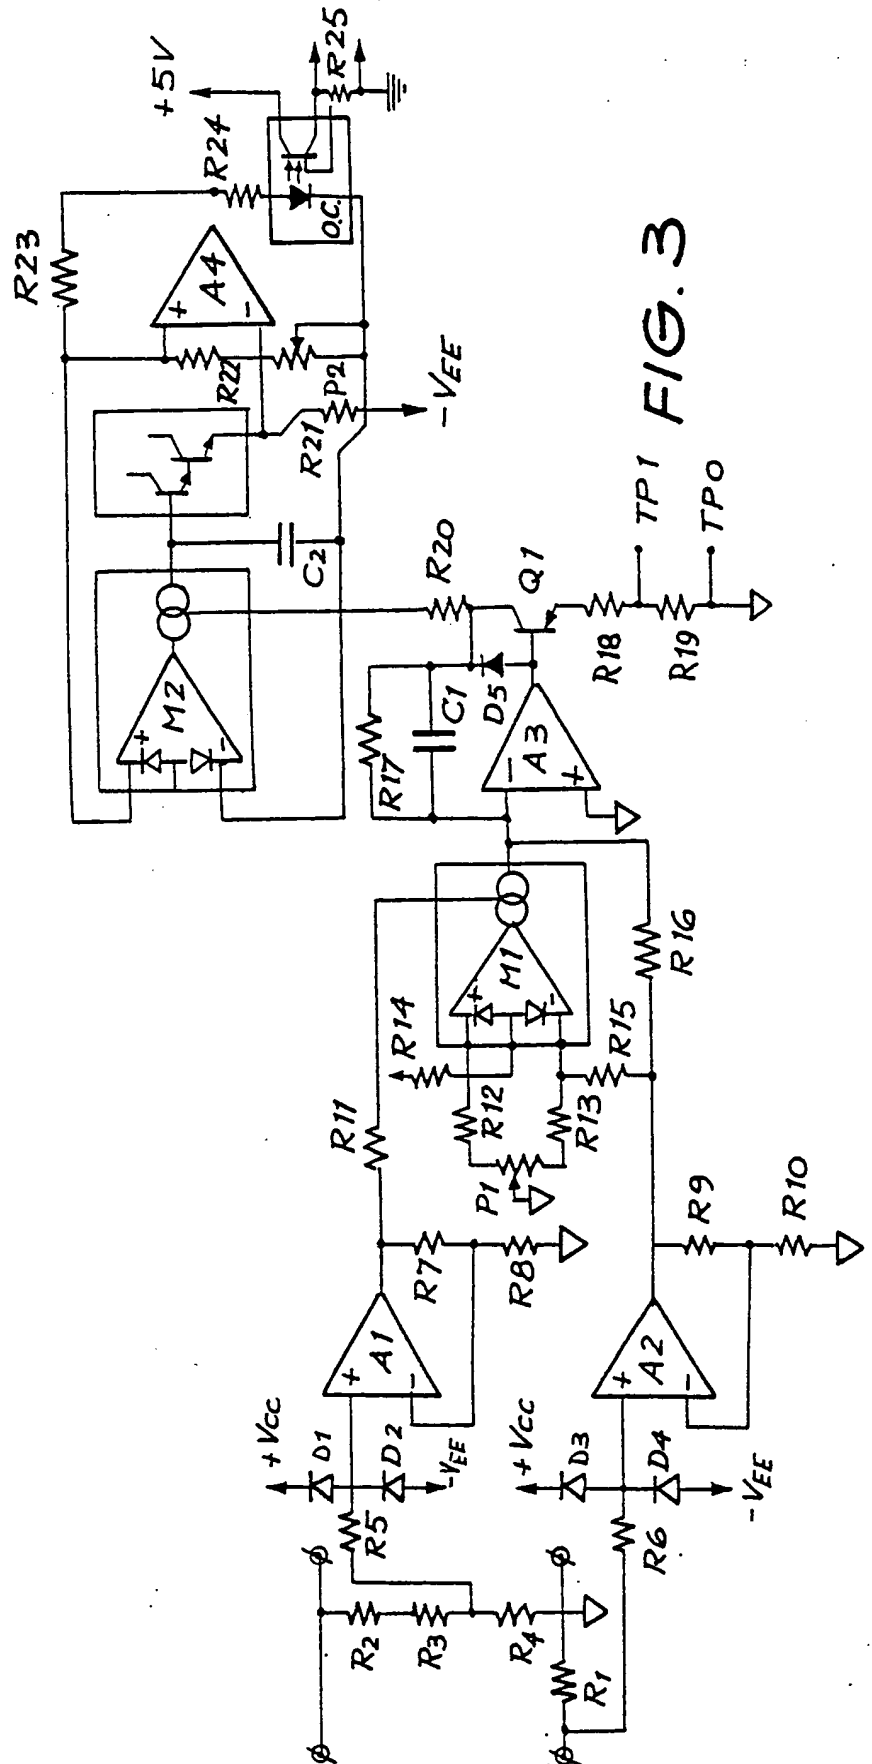 R23
+5V
R24
R25
A4
+
-
O.C.
R22
P2
R21
-VEE
C2
M2
+
-
R20
Q1
R18
R19
TP1
TP0
R17
C1
D5
A3
-
+
FIG. 3
R11
R14
M1
+
-
R12
R13
P1
R15
R16
A1
+
-
R7
R8
+Vcc
D1
D2
-VEE
R5
A2
+
-
R9
R10
+Vcc
D3
D4
-VEE
R6
R2
R3
R4
R1